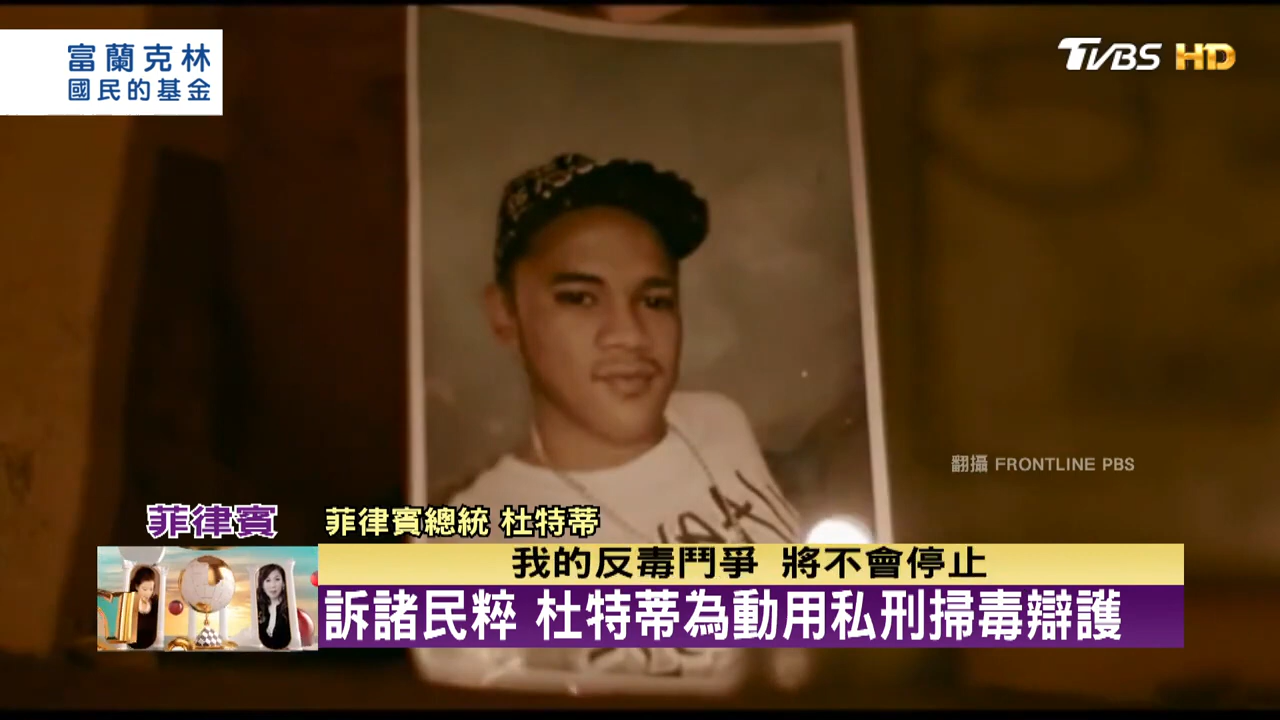 富蘭克林
國民的基金
TVBS HD
翻攝 FRONTLINE PBS
菲律賓
菲律賓總統 杜特蒂
我的反毒鬥爭 將不會停止
訴諸民粹 杜特蒂為動用私刑掃毒辯護